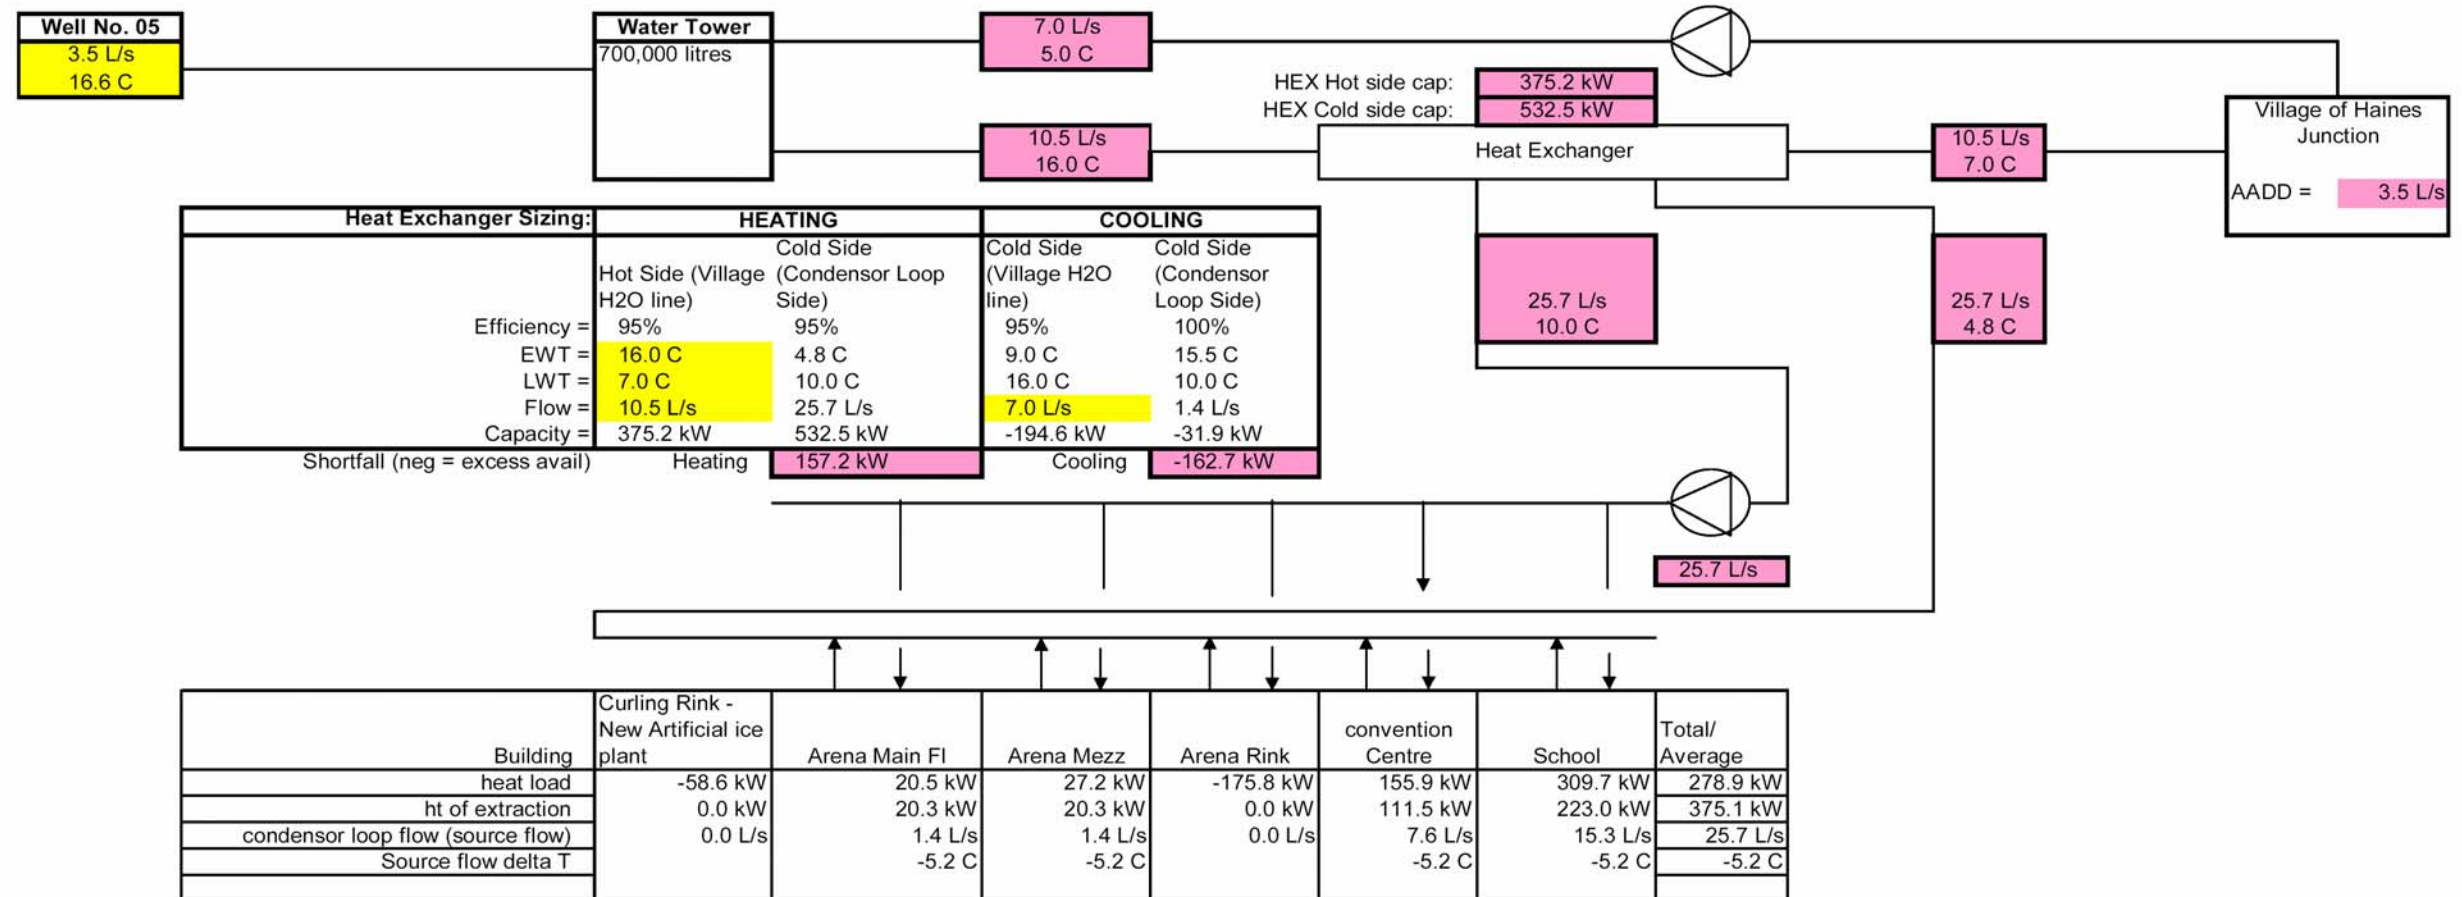 Well No. 05
3.5 L/s
16.6 C
Water Tower
700,000 litres
7.0 L/s
5.0 C
HEX Hot side cap: 375.2 kW
HEX Cold side cap: 532.5 kW
10.5 L/s
16.0 C
Heat Exchanger
10.5 L/s
7.0 C
Village of Haines
Junction
AADD = 3.5 L/s
Heat Exchanger Sizing: HEATING COOLING
Hot Side (Village
H2O line)
Cold Side
(Condensor Loop
Side)
Cold Side
(Village H2O
line)
Cold Side
(Condensor
Loop Side)
Efficiency = 95% 95% 95% 100%
EWT = 16.0 C 4.8 C 9.0 C 15.5 C
LWT = 7.0 C 10.0 C 16.0 C 10.0 C
Flow = 10.5 L/s 25.7 L/s 7.0 L/s 1.4 L/s
Capacity = 375.2 kW 532.5 kW -194.6 kW -31.9 kW
Shortfall (neg = excess avail) Heating 157.2 kW Cooling -162.7 kW
25.7 L/s
10.0 C
25.7 L/s
4.8 C
25.7 L/s
Building
Curling Rink -
New Artificial ice
plant
Arena Main Fl
Arena Mezz
Arena Rink
convention
Centre
School
Total/
Average
heat load -58.6 kW 20.5 kW 27.2 kW -175.8 kW 155.9 kW 309.7 kW 278.9 kW
ht of extraction 0.0 kW 20.3 kW 20.3 kW 0.0 kW 111.5 kW 223.0 kW 375.1 kW
condensor loop flow (source flow) 0.0 L/s 1.4 L/s 1.4 L/s 0.0 L/s 7.6 L/s 15.3 L/s 25.7 L/s
Source flow delta T -5.2 C -5.2 C -5.2 C -5.2 C -5.2 C